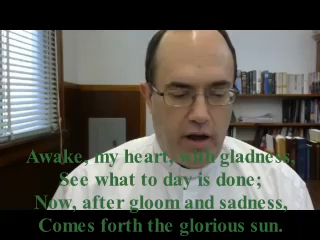 Awake, my heart, with gladness,
See what to day is done;
Now, after gloom and sadness,
Comes forth the glorious sun.